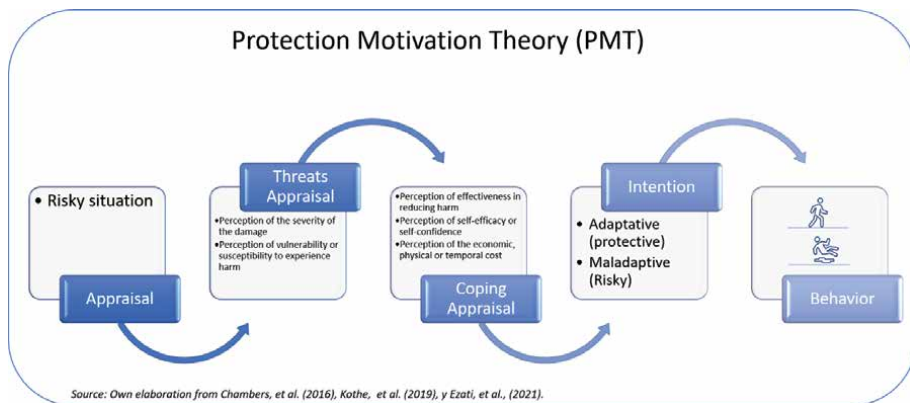 Protection Motivation Theory (PMT)
• Risky situation
Appraisal
Threats
Appraisal
•Perception of the severity of
the damage
•Perception of vulnerability or
susceptibility to experience
harm
•Perception of effectiveness in
reducing harm
•Perception of self-efficacy or
self-confidence
•Perception of the economic,
physical or temporal cost
Coping
Appraisal
Intention
• Adaptative
(protective)
• Maladaptive
(Risky)
Behavior
Source: Own elaboration from Chambers, et al. (2016), Kothe, et al. (2019), y Ezati, et al., (2021).